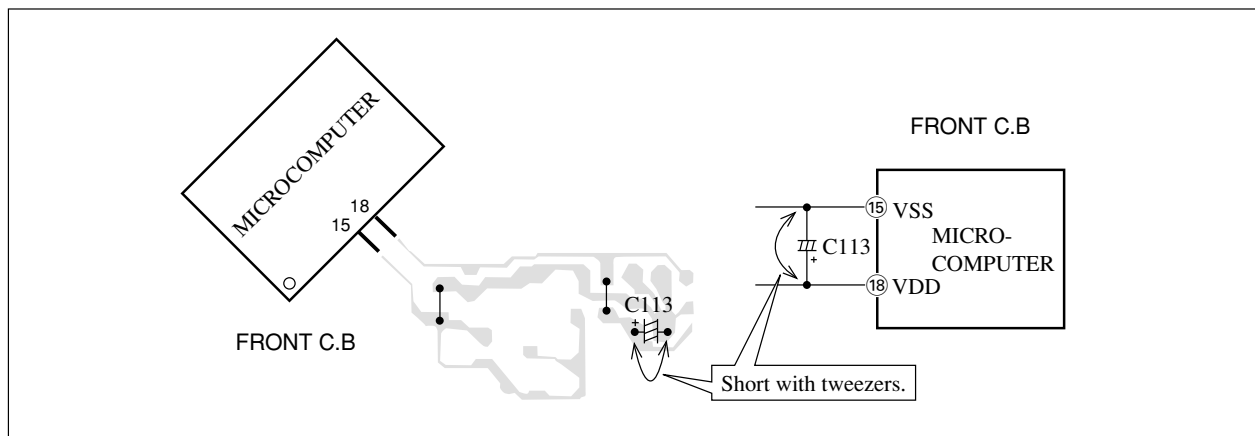 MICROCOMPUTER
18
15
FRONT C.B
C113
+
Short with tweezers.
FRONT C.B
15 VSS
C113
+
MICRO-
COMPUTER
18 VDD